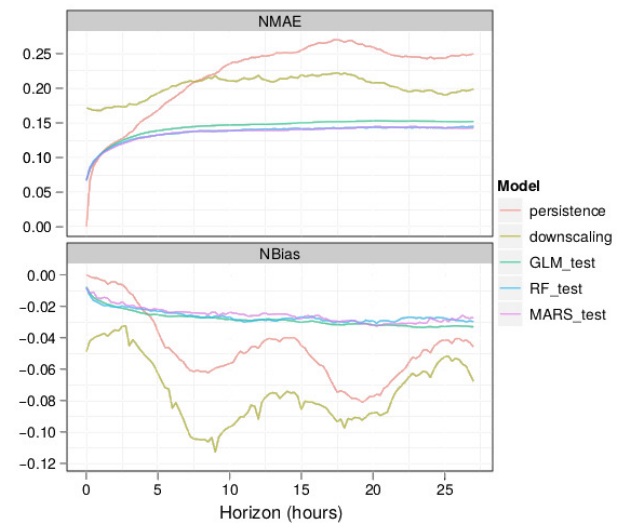 NMAE
0.25
0.20
0.15
0.10
0.05
0.00
NBias
0.00
−0.02
−0.04
−0.06
−0.08
−0.10
−0.12
0 5 10 15 20 25
Horizon (hours)
Model
persistence
downscaling
GLM_test
RF_test
MARS_test